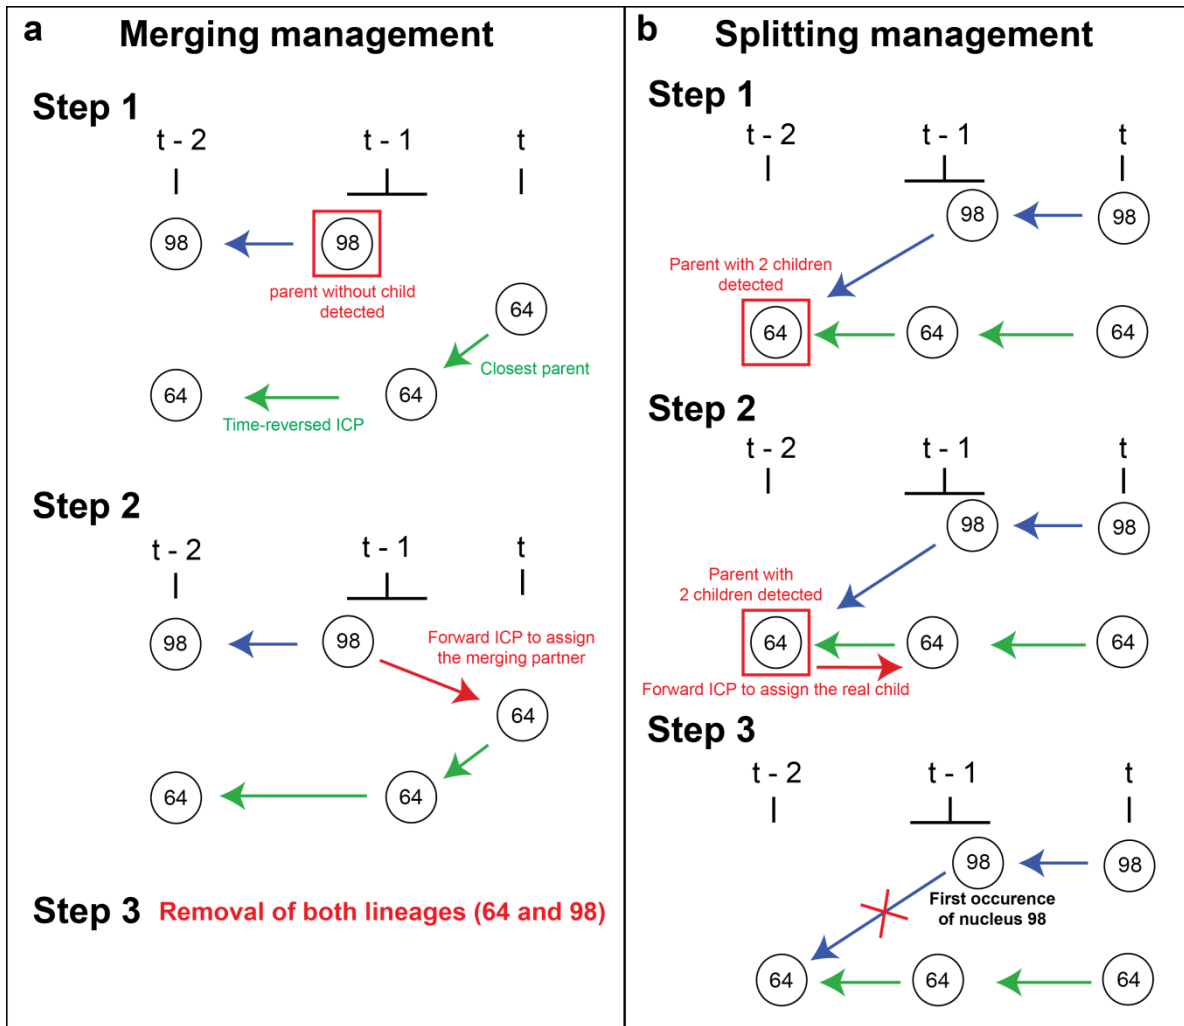 a Merging management
Step 1
t - 2 t - 1 t
98 98
parent without child
detected
64
Closest parent
64 64
Time-reversed ICP
Step 2
t - 2 t - 1 t
98 98
Forward ICP to assign
the merging partner
64
64 64
Step 3 Removal of both lineages (64 and 98)
b Splitting management
Step 1
t - 2 t - 1 t
98 98
Parent with 2 children
detected
64 64 64
Step 2
t - 2 t - 1 t
98 98
Parent with
2 children detected
64 64 64
Forward ICP to assign the real child
Step 3
t - 2 t - 1 t
98 98
First occurence
of nucleus 98
64 64 64